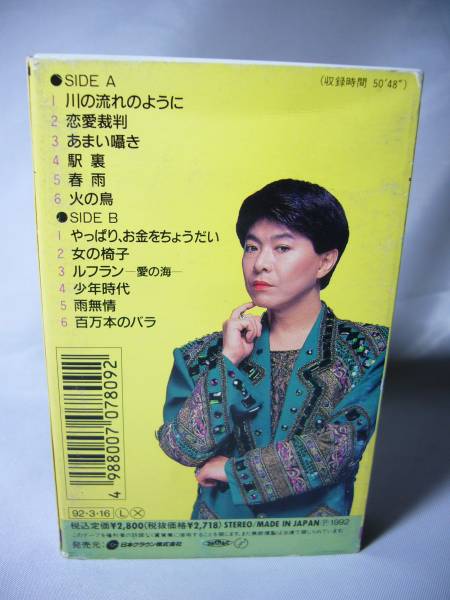 ●SIDE A
(収録時間 50'48")
1 川の流れのように
2 恋愛裁判
3 あまい囁き
4 駅裏
5 春雨
6 火の鳥
●SIDE B
1 やっぱり、お金をちょうだい
2 女の椅子
3 ルフラン—愛の海—
4 少年時代
5 雨無情
6 百万本のバラ
4 988007 078092
92・3・16 Ⓛ Ⓧ
税込定価¥2,800(税抜価格¥2,718) STEREO/MADE IN JAPAN Ⓟ1992
発売元: 日本クラウン株式会社